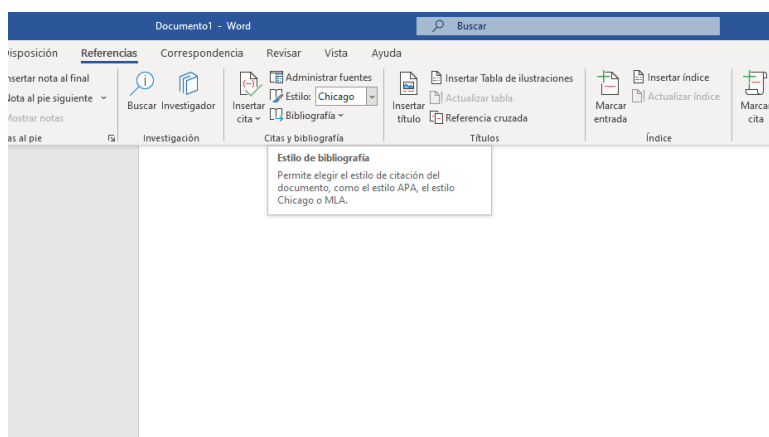 Documento1 - Word
Buscar
Disposición Referencias Correspondencia Revisar Vista Ayuda
nsertar nota al final
Nota al pie siguiente
Mostrar notas
as al pie
Buscar Investigador
Investigación
Insertar
cita
Administrar fuentes
Estilo: Chicago
Bibliografía
Citas y bibliografía
Insertar
título
Insertar Tabla de ilustraciones
Actualizar tabla
Referencia cruzada
Títulos
Marcar
entrada
Insertar índice
Actualizar índice
Índice
Marcar
cita
Estilo de bibliografía
Permite elegir el estilo de citación del
documento, como el estilo APA, el estilo
Chicago o MLA.